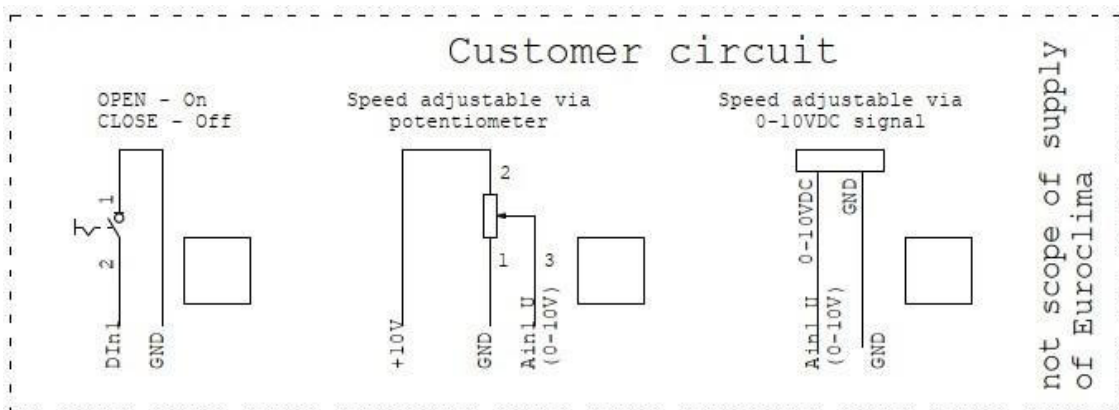 Customer circuit
OPEN - On
CLOSE - Off
1
2
DIn1
GND
Speed adjustable via
potentiometer
2
1
3
+10V
GND
Ain1 U
(0-10V)
Speed adjustable via
0-10VDC signal
0-10VDC
GND
Ain1 U
(0-10V)
GND
not scope of supply
of Euroclima